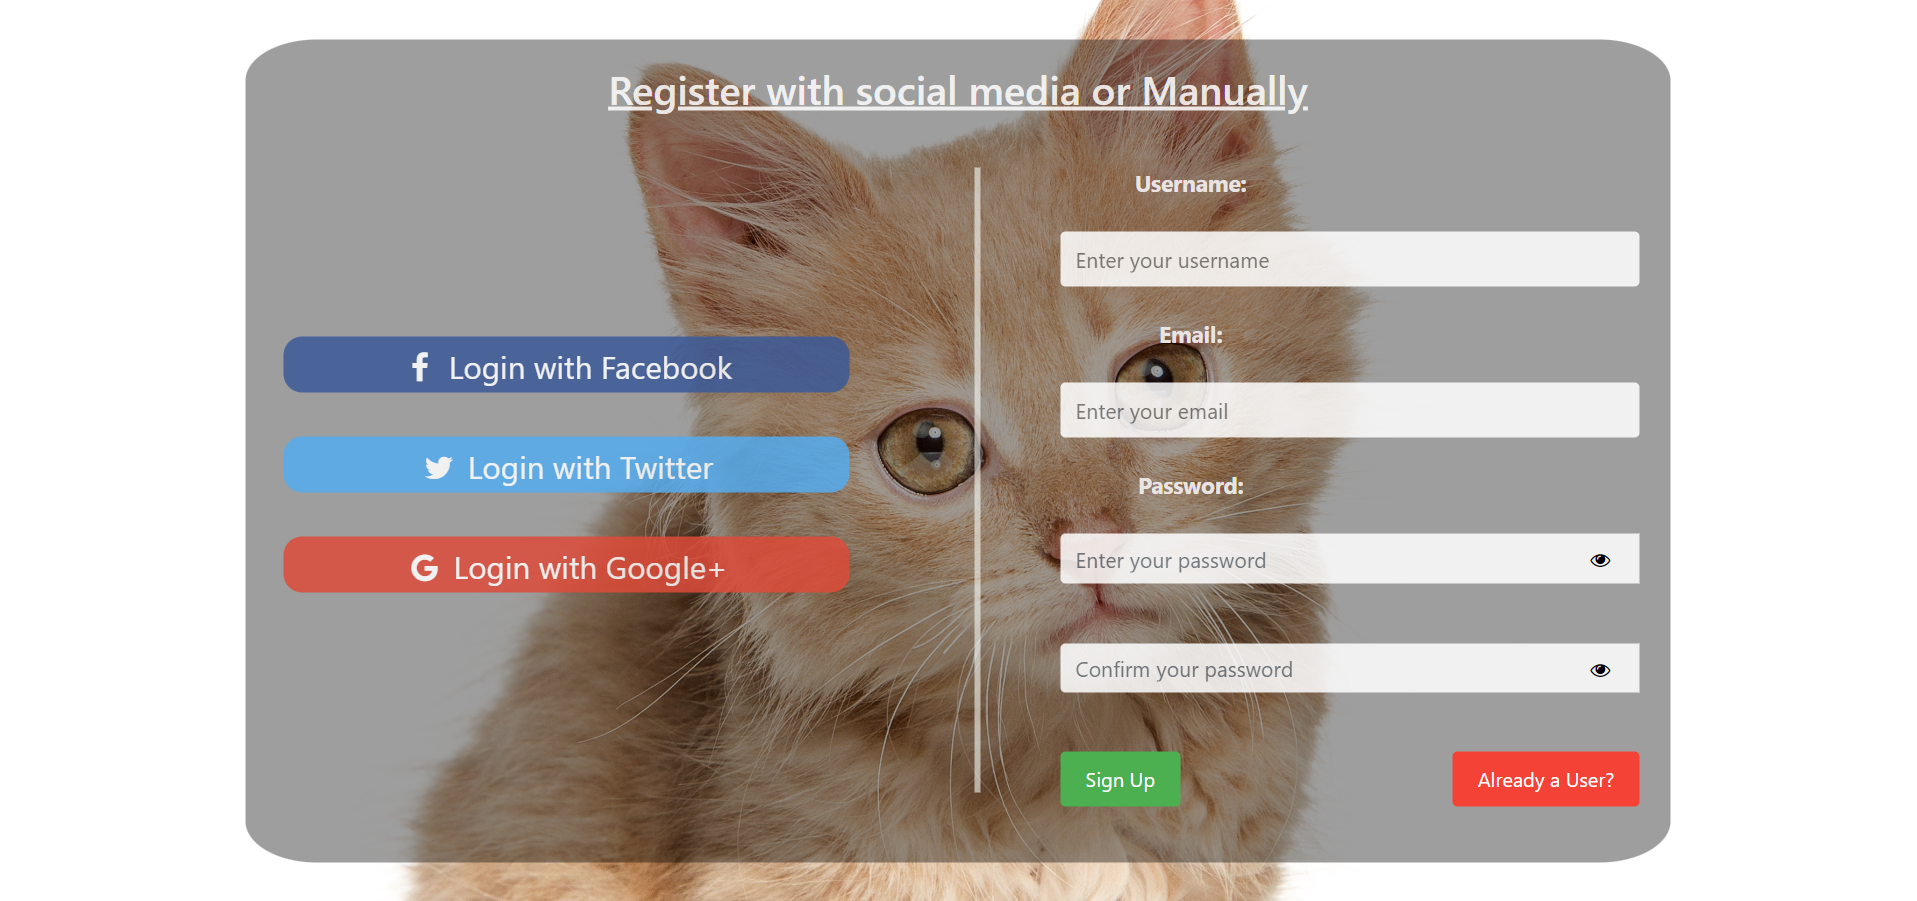 Register with social media or Manually
Login with Facebook
Login with Twitter
Login with Google+
Username:
Enter your username
Email:
Enter your email
Password:
Enter your password
Confirm your password
Sign Up
Already a User?